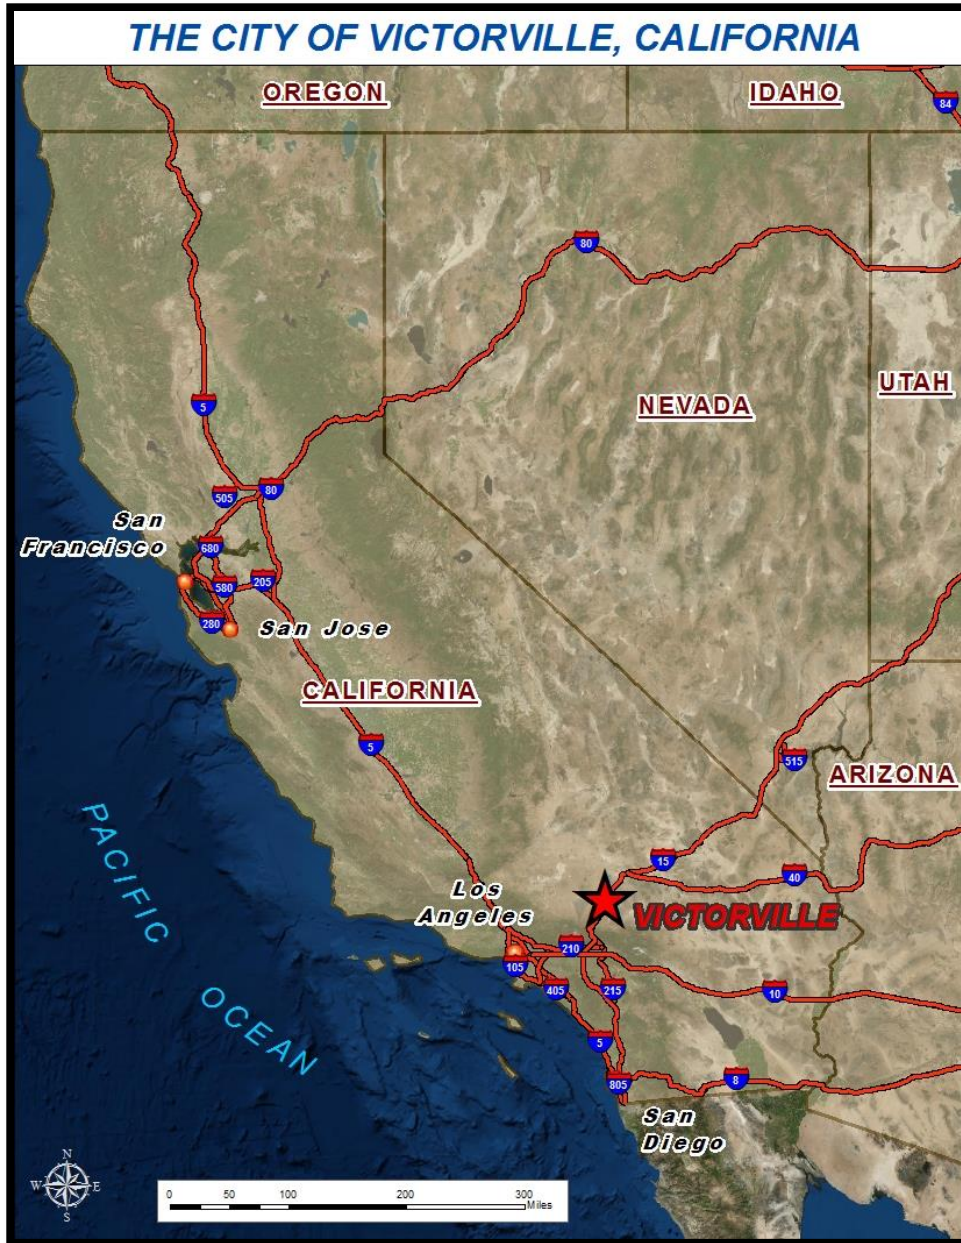 THE CITY OF VICTORVILLE, CALIFORNIA
OREGON
IDAHO
84
80
NEVADA
UTAH
5
505
80
San
Francisco
680
580
205
280
San Jose
CALIFORNIA
5
515
ARIZONA
PACIFIC
OCEAN
15
40
Los
Angeles
VICTORVILLE
210
105
405
215
10
5
805
8
San
Diego
N
W
E
S
0 50 100 200 300
Miles